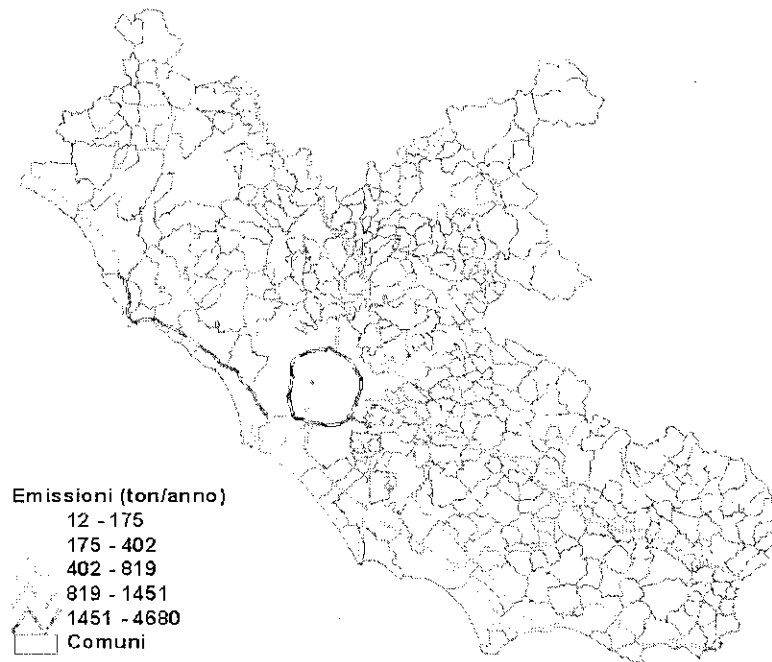 Emissioni (ton/anno)
12 - 175
175 - 402
402 - 819
819 - 1451
1451 - 4680
Comuni